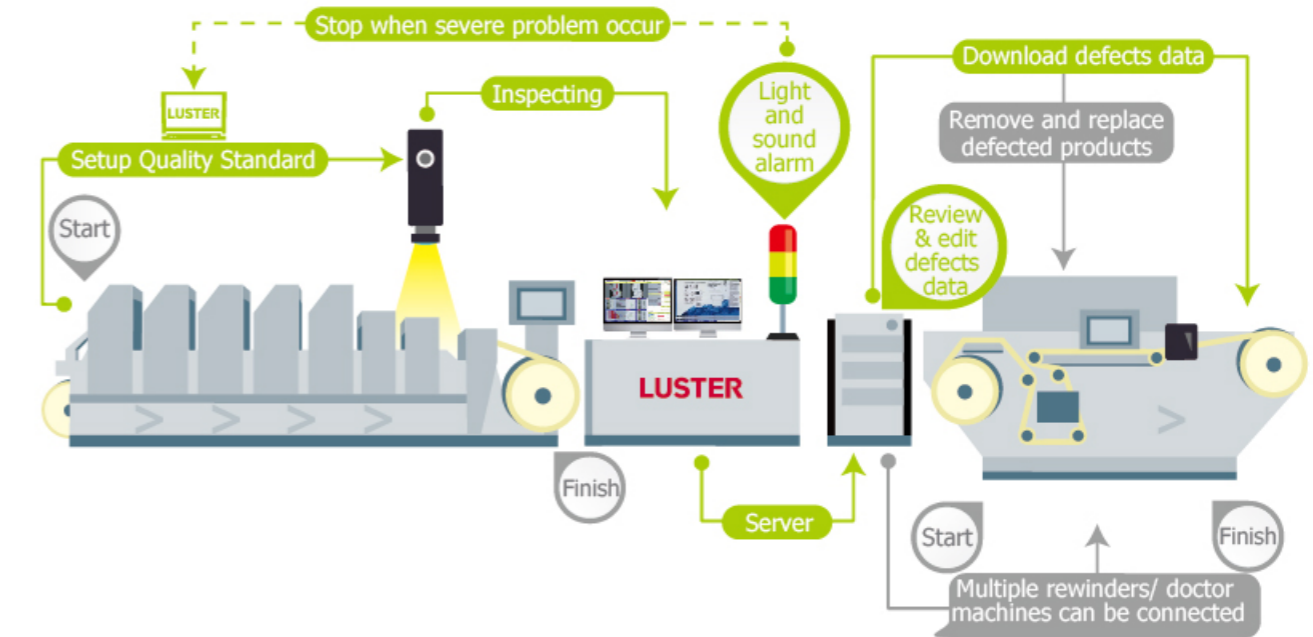 Stop when severe problem occur
Download defects data
LUSTER
Inspecting
Light
and
sound
alarm
Remove and replace
defected products
Setup Quality Standard
Start
Review
& edit
defects
data
LUSTER
Finish
Server
Start
Finish
Multiple rewinders/ doctor
machines can be connected